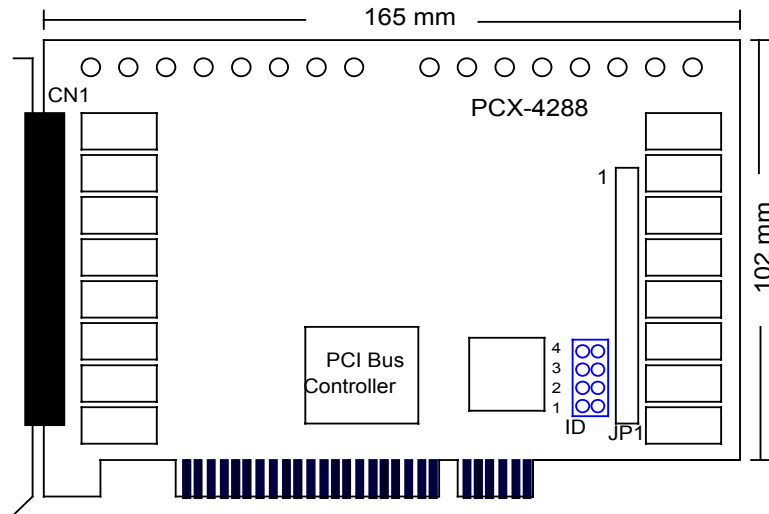 165 mm
CN1
PCX-4288
1
102 mm
PCI Bus
Controller
4
3
2
1
ID
JP1